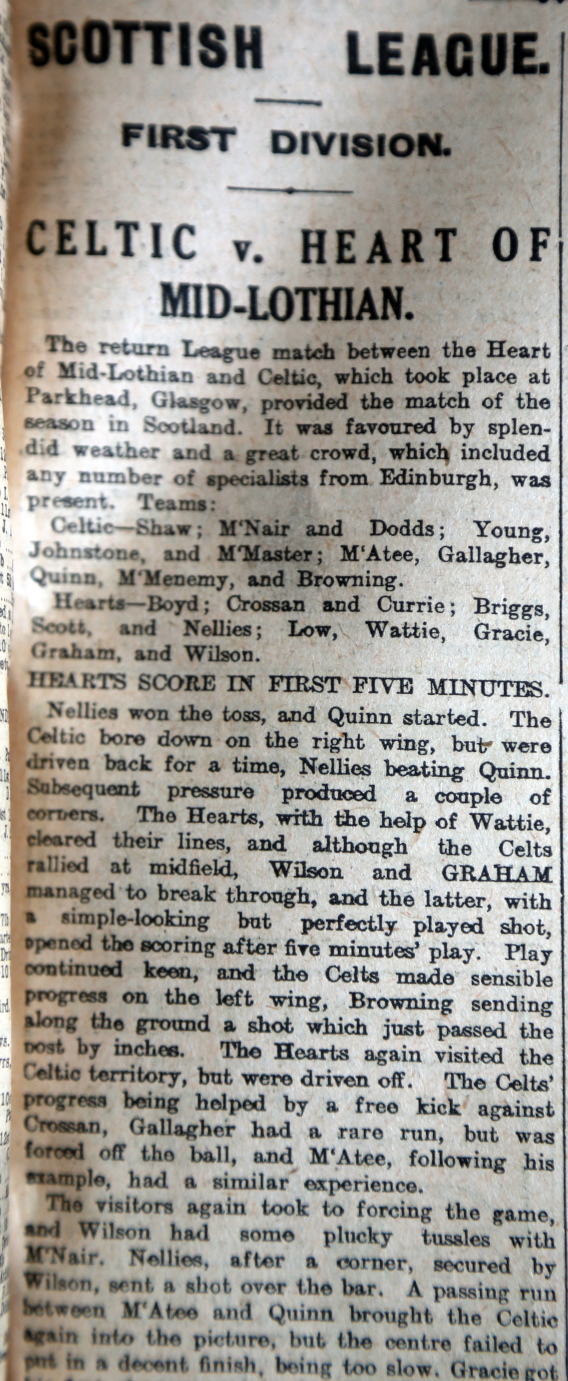 SCOTTISH LEAGUE.
FIRST DIVISION.
CELTIC v. HEART OF
MID-LOTHIAN.
The return League match between the Heart
of Mid-Lothian and Celtic, which took place at
Parkhead, Glasgow, provided the match of the
season in Scotland. It was favoured by splen-
did weather and a great crowd, which included
any number of specialists from Edinburgh, was
present. Teams:
Celtic—Shaw; M'Nair and Dodds; Young,
Johnstone, and M'Master; M'Atee, Gallagher,
Quinn, M'Menemy, and Browning.
Hearts—Boyd; Crossan and Currie; Briggs,
Scott, and Nellies; Low, Wattie, Gracie,
Graham, and Wilson.
HEARTS SCORE IN FIRST FIVE MINUTES.
Nellies won the toss, and Quinn started. The
Celtic bore down on the right wing, but were
driven back for a time, Nellies beating Quinn.
Subsequent pressure produced a couple of
corners. The Hearts, with the help of Wattie,
cleared their lines, and although the Celts
rallied at midfield, Wilson and GRAHAM
managed to break through, and the latter, with
a simple-looking but perfectly played shot,
opened the scoring after five minutes' play. Play
continued keen, and the Celts made sensible
progress on the left wing, Browning sending
along the ground a shot which just passed the
post by inches. The Hearts again visited the
Celtic territory, but were driven off. The Celts'
progress being helped by a free kick against
Crossan, Gallagher had a rare run, but was
forced off the ball, and M'Atee, following his
example, had a similar experience.
The visitors again took to forcing the game,
and Wilson had some plucky tussles with
M'Nair. Nellies, after a corner, secured by
Wilson, sent a shot over the bar. A passing run
between M'Atee and Quinn brought the Celtic
again into the picture, but the centre failed to
put in a decent finish, being too slow. Gracie got